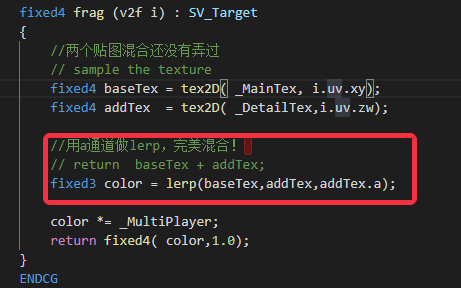 fixed4 frag (v2f i) : SV_Target
{
//两个贴图混合还没有弄过
// sample the texture
fixed4 baseTex = tex2D( _MainTex, i.uv.xy);
fixed4 addTex  = tex2D( _DetailTex,i.uv.zw);
//用a通道做lerp，完美混合！
// return  baseTex + addTex;
fixed3 color = lerp(baseTex,addTex,addTex.a);
color *= _MultiPlayer;
return fixed4( color,1.0);
}
ENDCG